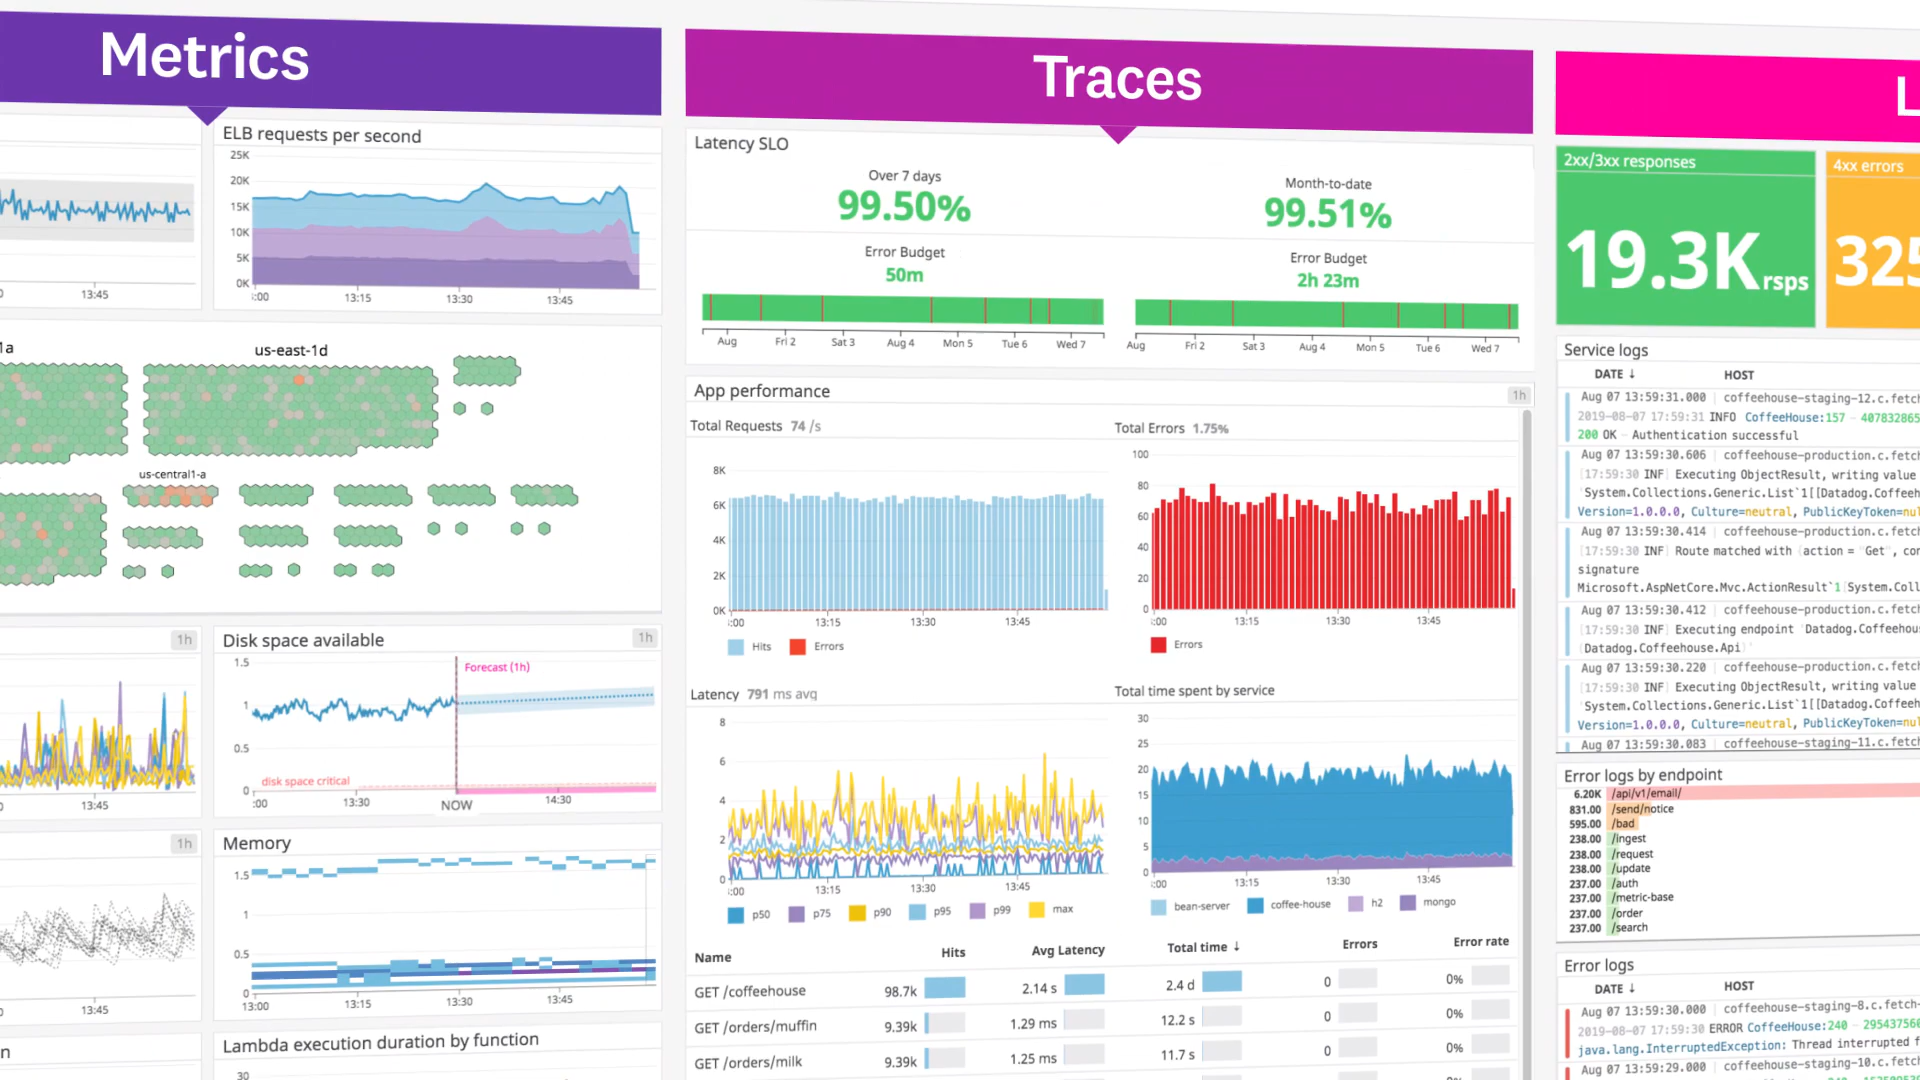 Metrics
13:45
ELB requests per second
25K
20K
15K
10K
5K
0K
:00
13:15
13:30
13:45
us-east-1d
us-central1-a
1h
13:45
Disk space available
1h
1.5
1
0.5
0
Forecast (1h)
disk space critical
:00
13:30
NOW
14:30
1h
13:45
Memory
1.5
1
0.5
0
13:00
13:15
13:30
13:45
Lambda execution duration by function
30
Traces
Latency SLO
Over 7 days
99.50%
Error Budget
50m
Aug
Fri 2
Sat 3
Aug 4
Mon 5
Tue 6
Wed 7
Month-to-date
99.51%
Error Budget
2h 23m
Aug
Fri 2
Sat 3
Aug 4
Mon 5
Tue 6
Wed 7
App performance
1h
Total Requests 74 /s
8K
6K
4K
2K
0K
:00
13:15
13:30
13:45
Hits
Errors
Total Errors 1.75%
100
80
60
40
20
0
:00
13:15
13:30
13:45
Errors
Latency 791 ms avg
8
6
4
2
0
:00
13:15
13:30
13:45
p50
p75
p90
p95
p99
max
Total time spent by service
30
25
20
15
10
5
0
:00
13:15
13:30
13:45
bean-server
coffee-house
h2
mongo
Name Hits Avg Latency Total time ↓ Errors Error rate
GET /coffeehouse 98.7k 2.14 s 2.4 d 0 0%
GET /orders/muffin 9.39k 1.29 ms 12.2 s 0 0%
GET /orders/milk 9.39k 1.25 ms 11.7 s 0 0%
L
2xx/3xx responses
19.3K rsps
4xx errors
325
Service logs
DATE ↓ HOST
Aug 07 13:59:31.000 | coffeehouse-staging-12.c.fetch
2019-08-07 17:59:31 INFO CoffeeHouse:157 - 407832865
200 OK - Authentication successful
Aug 07 13:59:30.606 | coffeehouse-production.c.fetch
[17:59:30 INF] Executing ObjectResult, writing value
System.Collections.Generic.List`1[[Datadog.Coffeeh
Version=1.0.0.0, Culture=neutral, PublicKeyToken=nul
Aug 07 13:59:30.414 | coffeehouse-production.c.fetch
[17:59:30 INF] Route matched with {action = "Get", con
signature
Microsoft.AspNetCore.Mvc.ActionResult`1[System.Coll
Aug 07 13:59:30.412 | coffeehouse-production.c.fetch
[17:59:30 INF] Executing endpoint 'Datadog.Coffeehous
(Datadog.Coffeehouse.Api)'
Aug 07 13:59:30.220 | coffeehouse-production.c.fetch
[17:59:30 INF] Executing ObjectResult, writing value
'System.Collections.Generic.List`1[[Datadog.Coffeeh
Version=1.0.0.0, Culture=neutral, PublicKeyToken=nul
Aug 07 13:59:30.083 | coffeehouse-staging-11.c.fetch
Error logs by endpoint
6.20K /api/v1/email/
831.00 /send/notice
595.00 /bad
238.00 /ingest
238.00 /request
238.00 /update
237.00 /auth
237.00 /metric-base
237.00 /order
237.00 /search
Error logs
DATE ↓ HOST
Aug 07 13:59:30.000 | coffeehouse-staging-8.c.fetch-
2019-08-07 17:59:30 ERROR CoffeeHouse:240 - 295437560
java.lang.InterruptedException: Thread interrupted f
Aug 07 13:59:29.000 | coffeehouse-staging-10.c.fetch